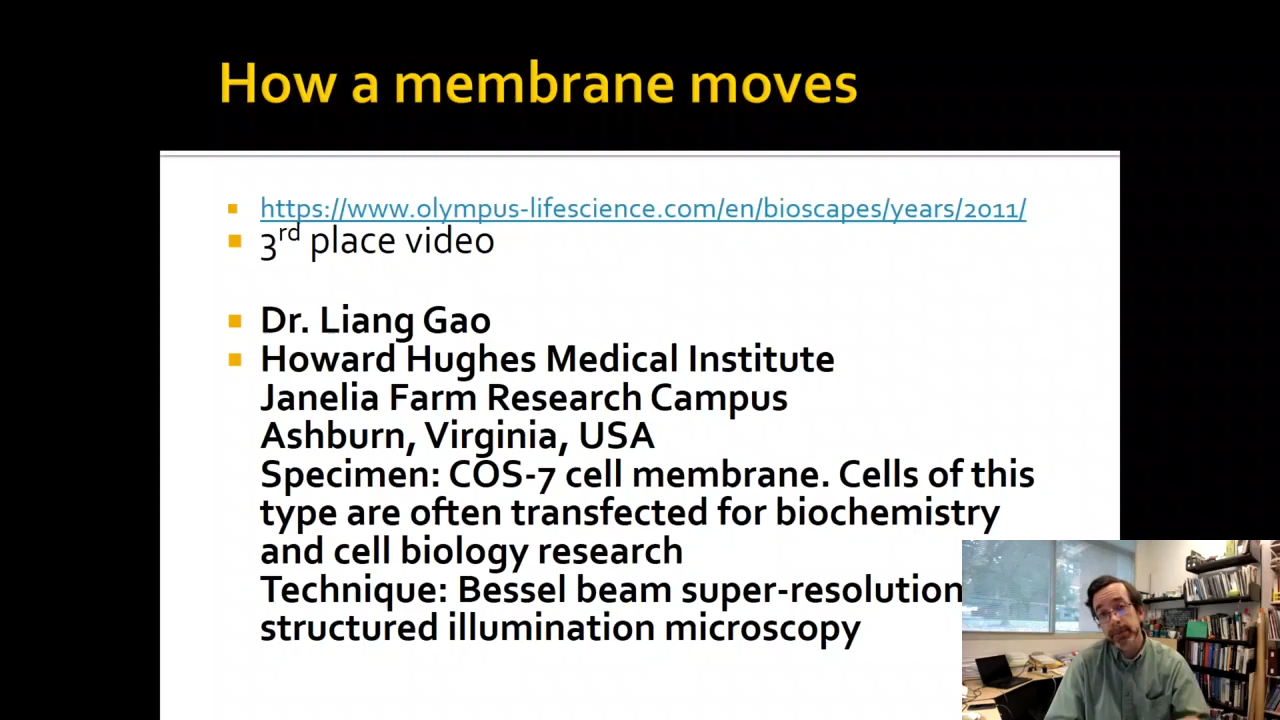 How a membrane moves
https://www.olympus-lifescience.com/en/bioscapes/years/2011/
3rd place video
Dr. Liang Gao
Howard Hughes Medical Institute
Janelia Farm Research Campus
Ashburn, Virginia, USA
Specimen: COS-7 cell membrane. Cells of this
type are often transfected for biochemistry
and cell biology research
Technique: Bessel beam super-resolution
structured illumination microscopy